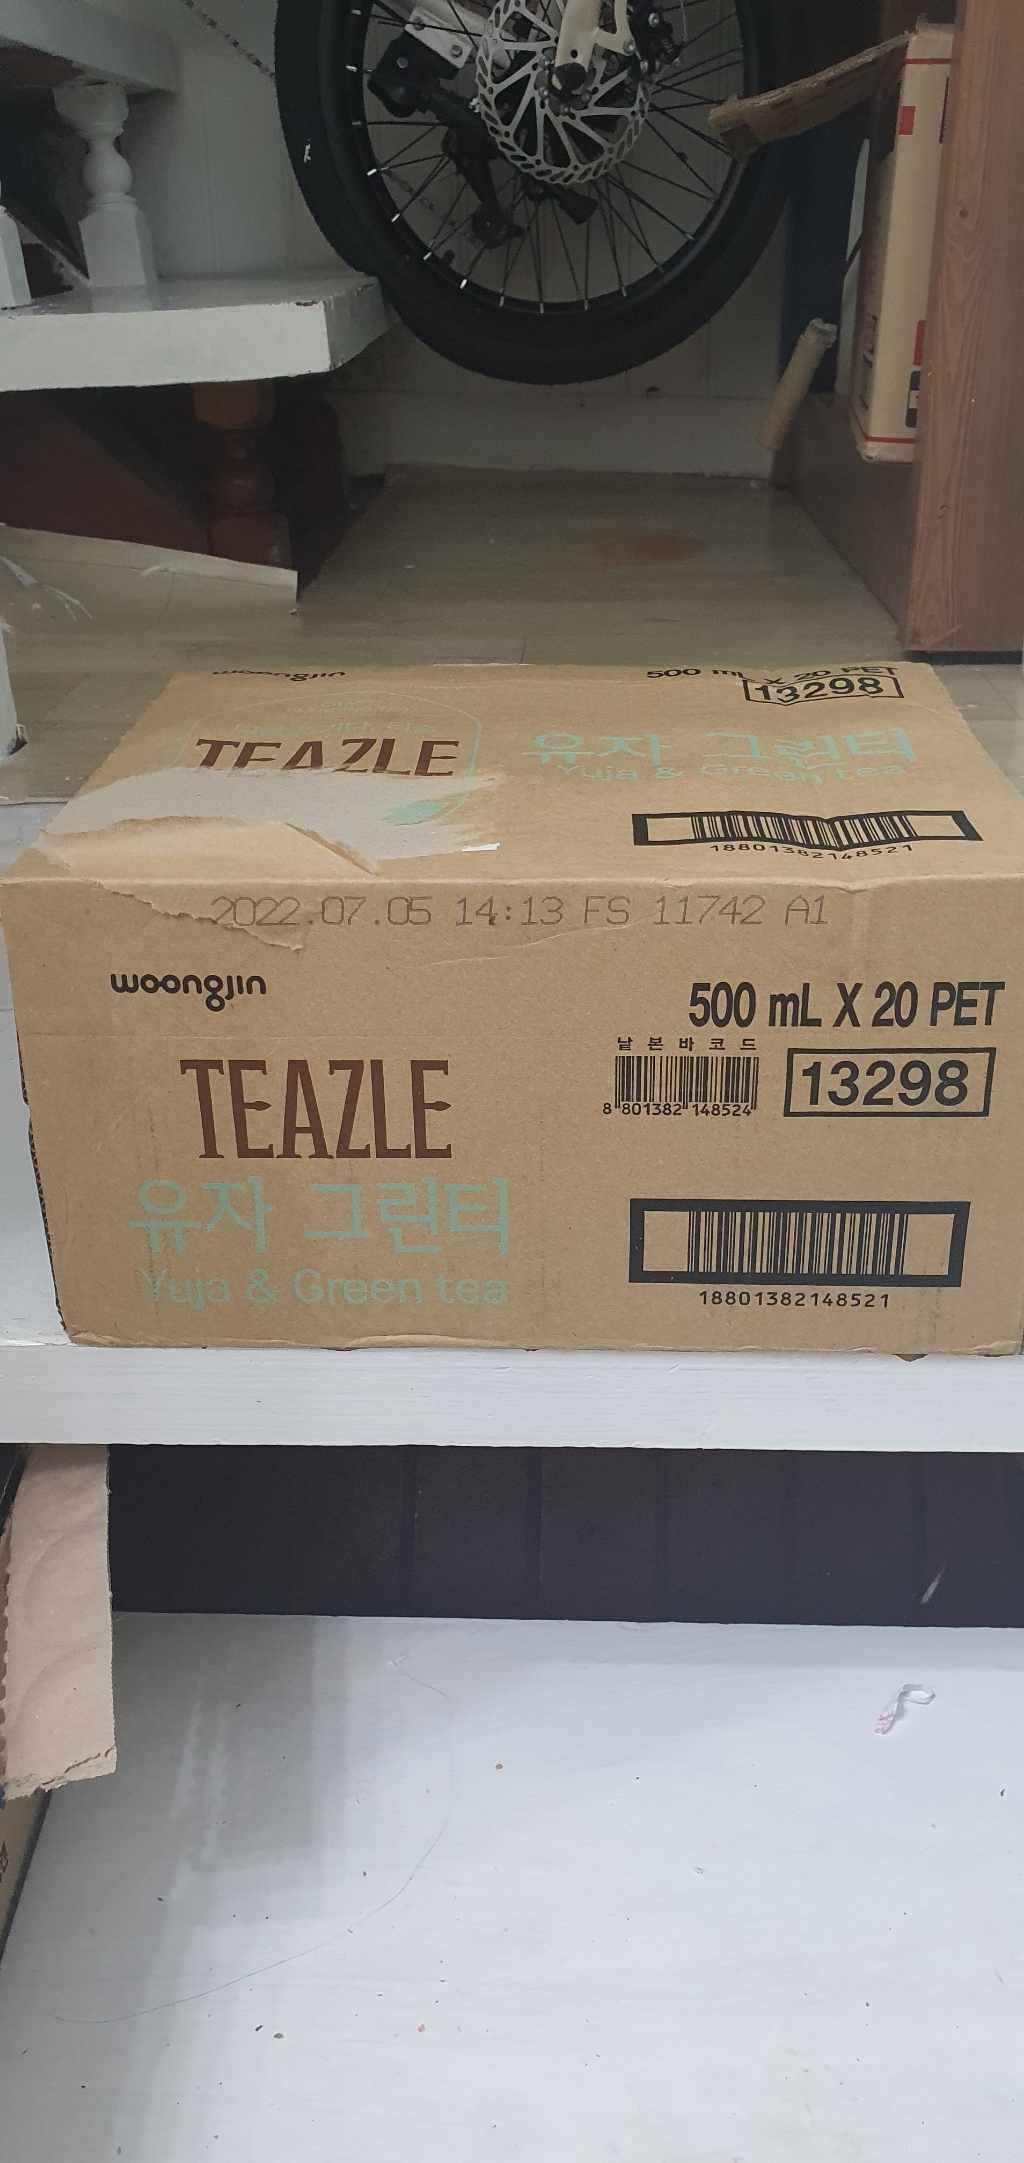 woongjin
500 mL X 20 PET
13298
TEAZLE
유자 그린티
Yuja & Green tea
18801382148521
2022.07.05 14:13 FS 11742 A1
woongjin
500 mL X 20 PET
낱본바코드
8 801382 148524
13298
TEAZLE
유자 그린티
Yuja & Green tea
18801382148521